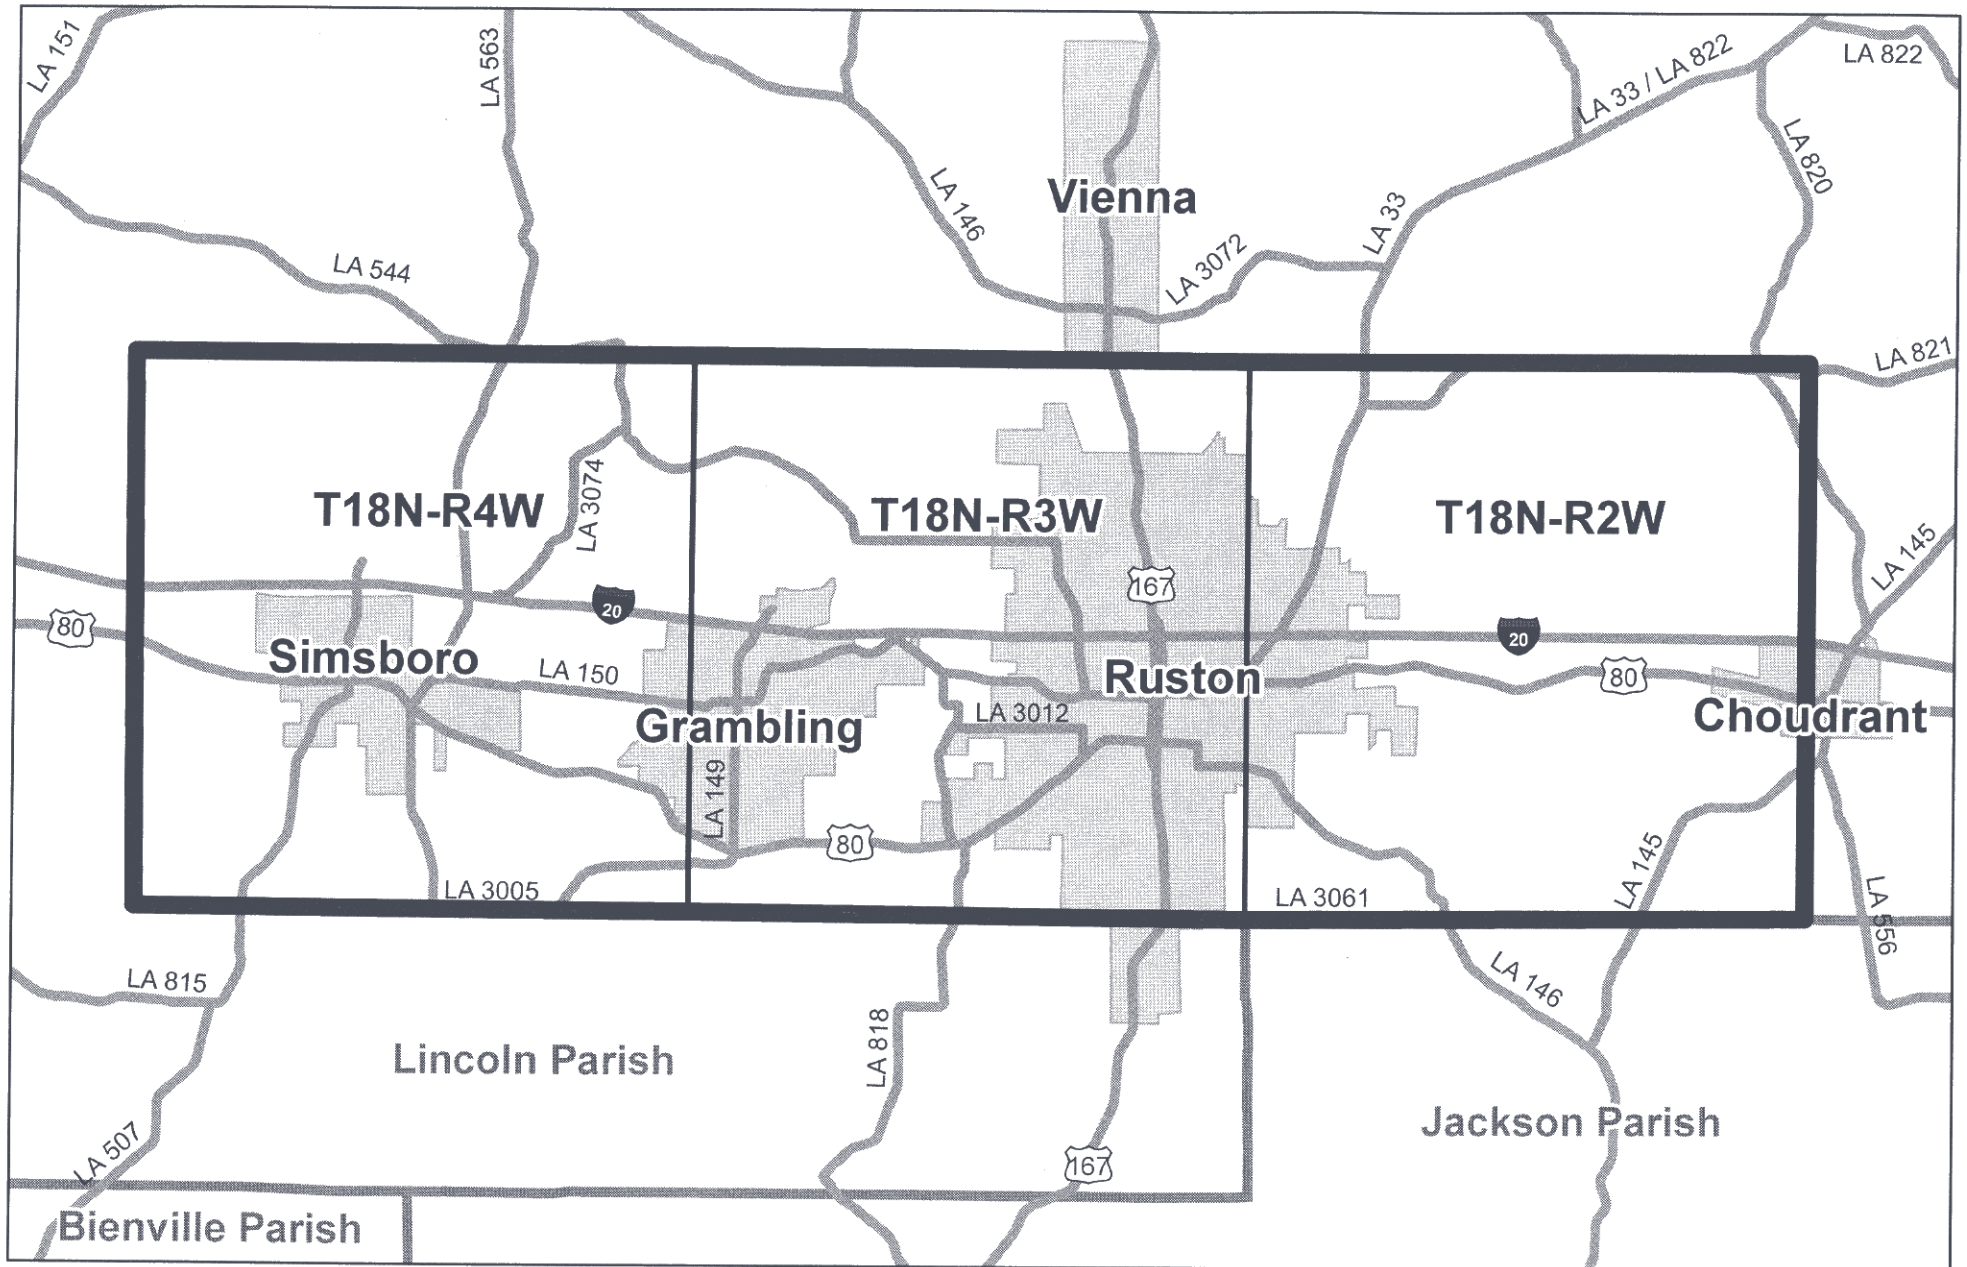 LA 151
LA 563
LA 33 / LA 822
LA 822
LA 820
LA 146
Vienna
LA 33
LA 3072
LA 544
LA 821
T18N-R4W
LA 3074
T18N-R3W
T18N-R2W
167
LA 145
20
80
20
Simsboro
LA 150
Ruston
80
Grambling
LA 3012
Choudrant
LA 149
80
LA 145
LA 3005
LA 3061
LA 556
LA 815
LA 146
LA 818
Lincoln Parish
Jackson Parish
LA 507
167
Bienville Parish